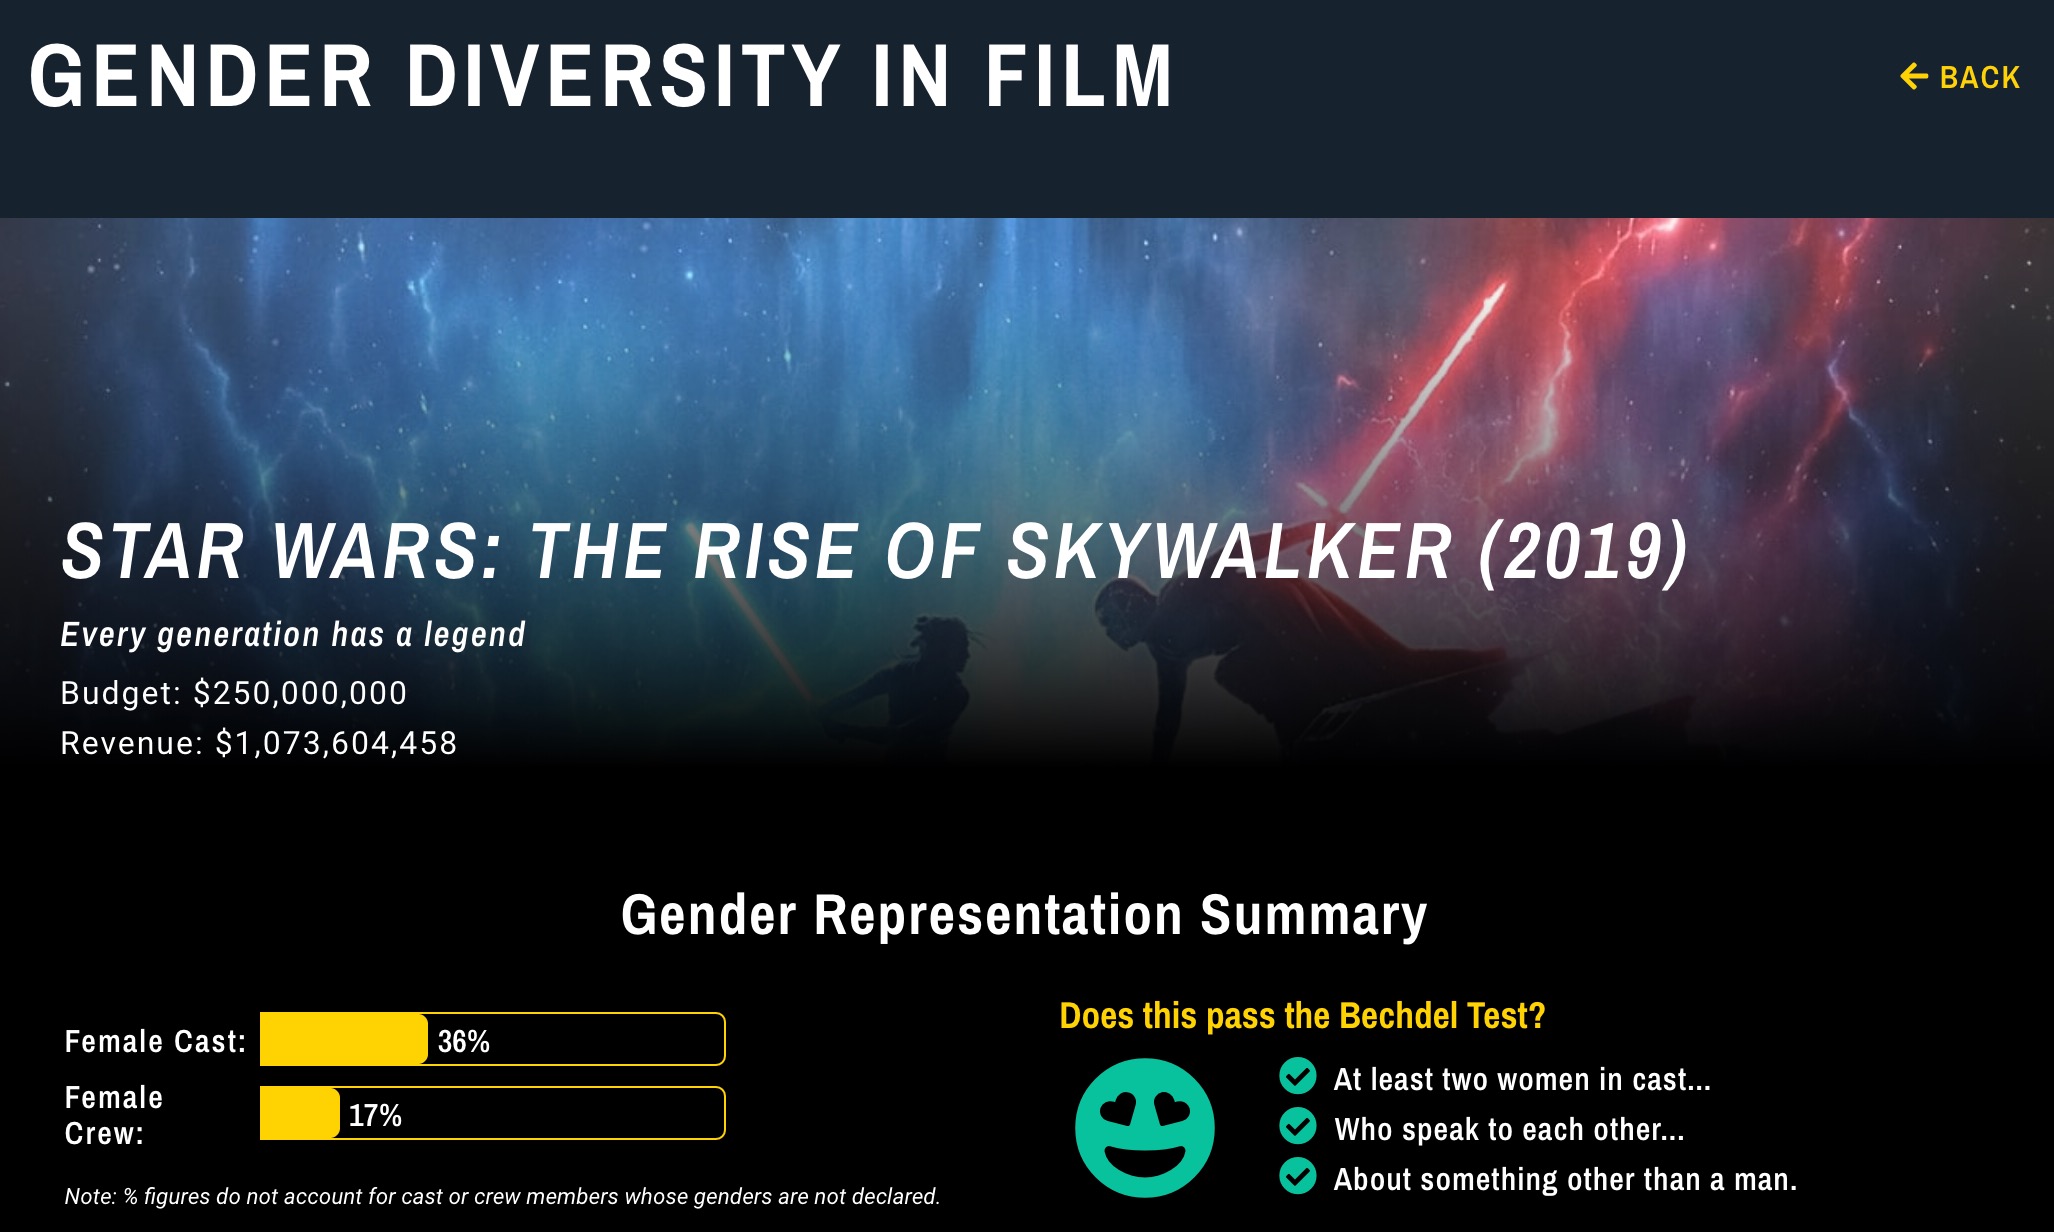 GENDER DIVERSITY IN FILM
BACK
STAR WARS: THE RISE OF SKYWALKER (2019)
Every generation has a legend
Budget: $250,000,000
Revenue: $1,073,604,458
Gender Representation Summary
Female Cast: 36%
Female
Crew: 17%
Note: % figures do not account for cast or crew members whose genders are not declared.
Does this pass the Bechdel Test?
At least two women in cast...
Who speak to each other...
About something other than a man.